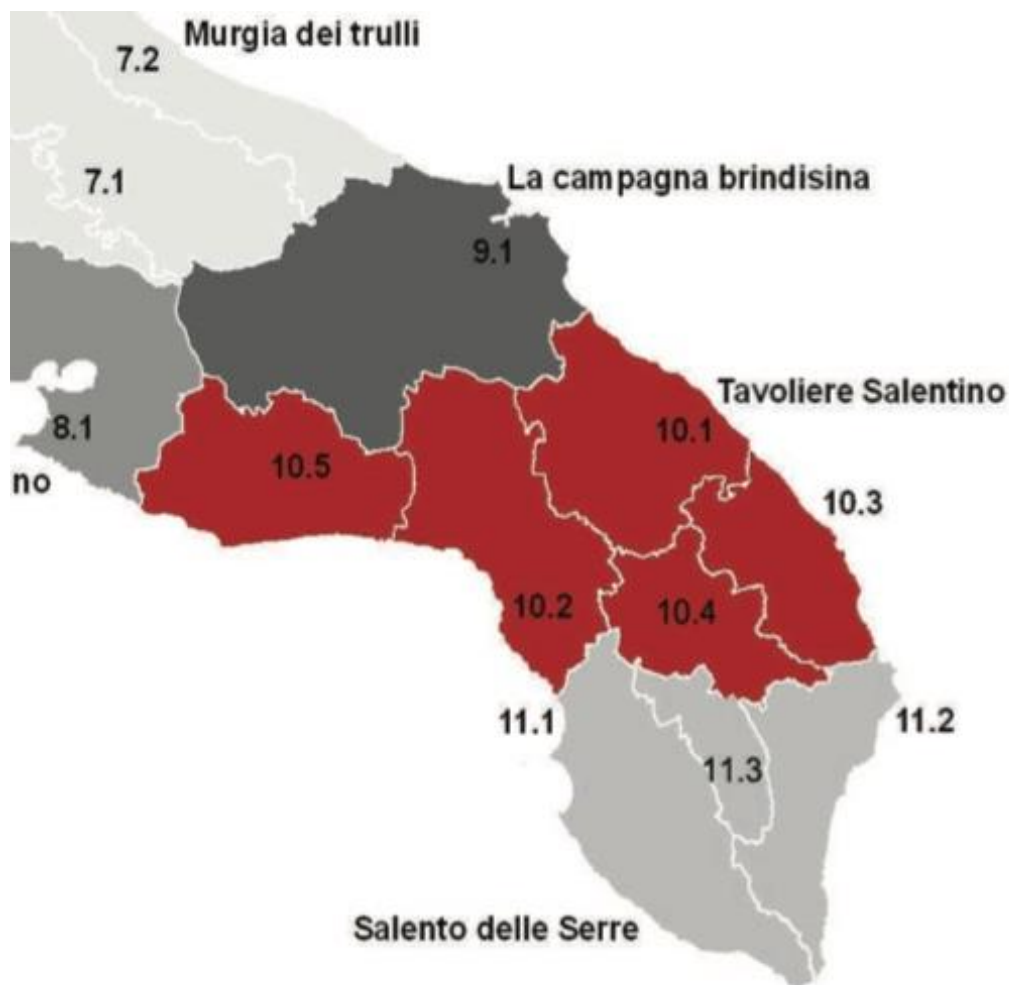 Murgia dei trulli
7.2
7.1
La campagna brindisina
9.1
Tavoliere Salentino
8.1
10.1
10.5
no
10.3
10.2
10.4
11.1
11.2
11.3
Salento delle Serre